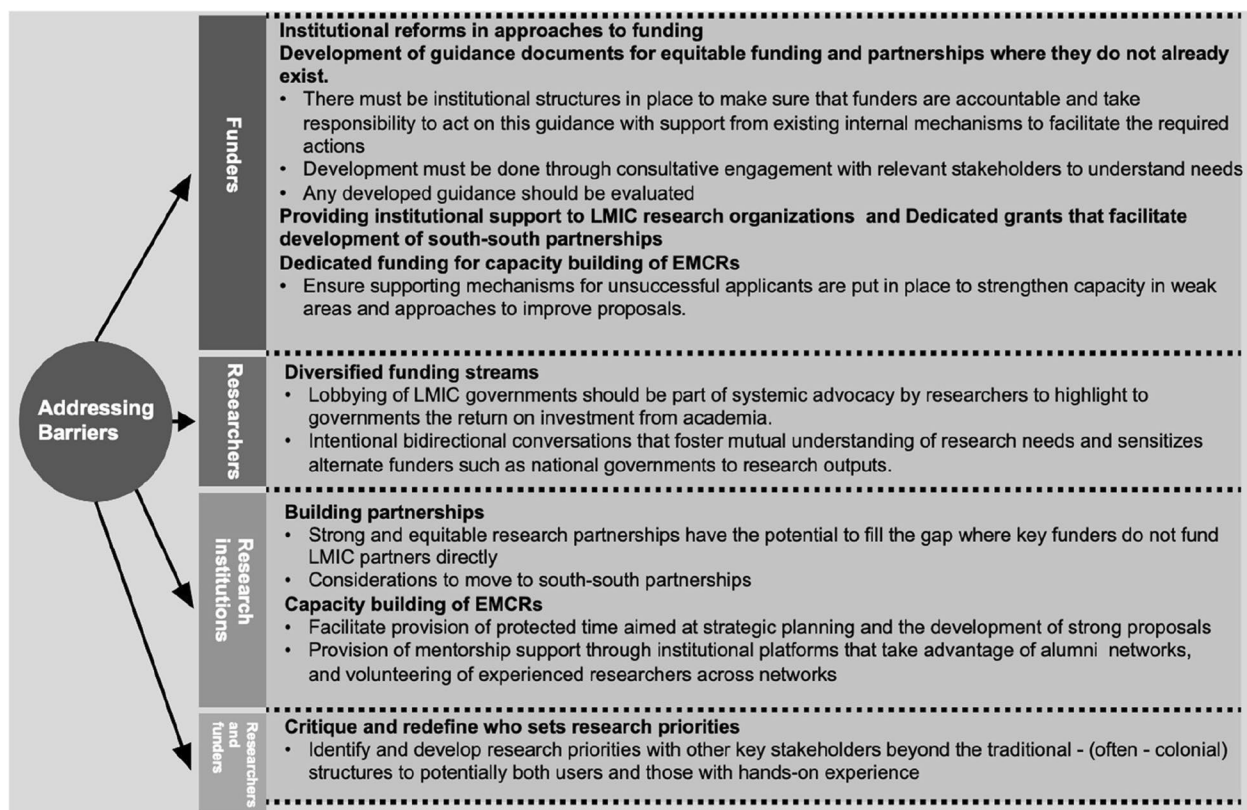 Addressing
Barriers
Funders
Institutional reforms in approaches to funding
Development of guidance documents for equitable funding and partnerships where they do not already
exist.
• There must be institutional structures in place to make sure that funders are accountable and take
responsibility to act on this guidance with support from existing internal mechanisms to facilitate the required
actions
• Development must be done through consultative engagement with relevant stakeholders to understand needs
• Any developed guidance should be evaluated
Providing institutional support to LMIC research organizations and Dedicated grants that facilitate
development of south-south partnerships
Dedicated funding for capacity building of EMCRs
• Ensure supporting mechanisms for unsuccessful applicants are put in place to strengthen capacity in weak
areas and approaches to improve proposals.
Researchers
Diversified funding streams
• Lobbying of LMIC governments should be part of systemic advocacy by researchers to highlight to
governments the return on investment from academia.
• Intentional bidirectional conversations that foster mutual understanding of research needs and sensitizes
alternate funders such as national governments to research outputs.
Research
institutions
Building partnerships
• Strong and equitable research partnerships have the potential to fill the gap where key funders do not fund
LMIC partners directly
• Considerations to move to south-south partnerships
Capacity building of EMCRs
• Facilitate provision of protected time aimed at strategic planning and the development of strong proposals
• Provision of mentorship support through institutional platforms that take advantage of alumni networks,
and volunteering of experienced researchers across networks
Researchers
and
funders
Critique and redefine who sets research priorities
• Identify and develop research priorities with other key stakeholders beyond the traditional - (often - colonial)
structures to potentially both users and those with hands-on experience